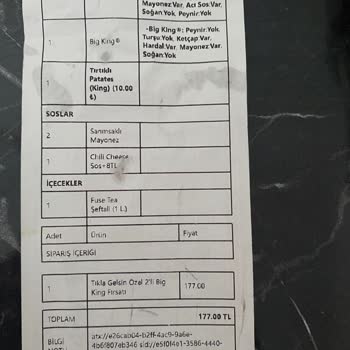 Mayonez:Var, Acı Sos:Var,
Soğan:Yok, Peynir:Yok.
1 Big King® -Big King®: Peynir:Yok,
Turşu:Yok, Ketçap:Var,
Hardal:Var, Mayonez:Var,
Soğan:Yok
1 Tırtıklı
Patates
(King) (10.00
₺)
SOSLAR
2 Sarımsaklı
Mayonez
1 Chili Cheese
Sos+8TL
İÇECEKLER
1 Fuse Tea
Şeftali (1 L.)
Adet Ürün Fiyat
SİPARİŞ İÇERİĞİ
1 Tıkla Gelsin Özel 2'li Big
King Fırsatı 177.00
TOPLAM 177.00 TL
BİLGİ
NOTU